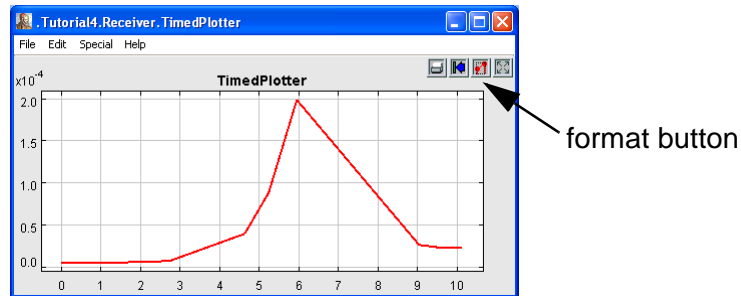 .Tutorial4.Receiver.TimedPlotter
File Edit Special Help
x10-4
TimedPlotter
2.0
1.5
1.0
0.5
0.0
0 1 2 3 4 5 6 7 8 9 10
format button